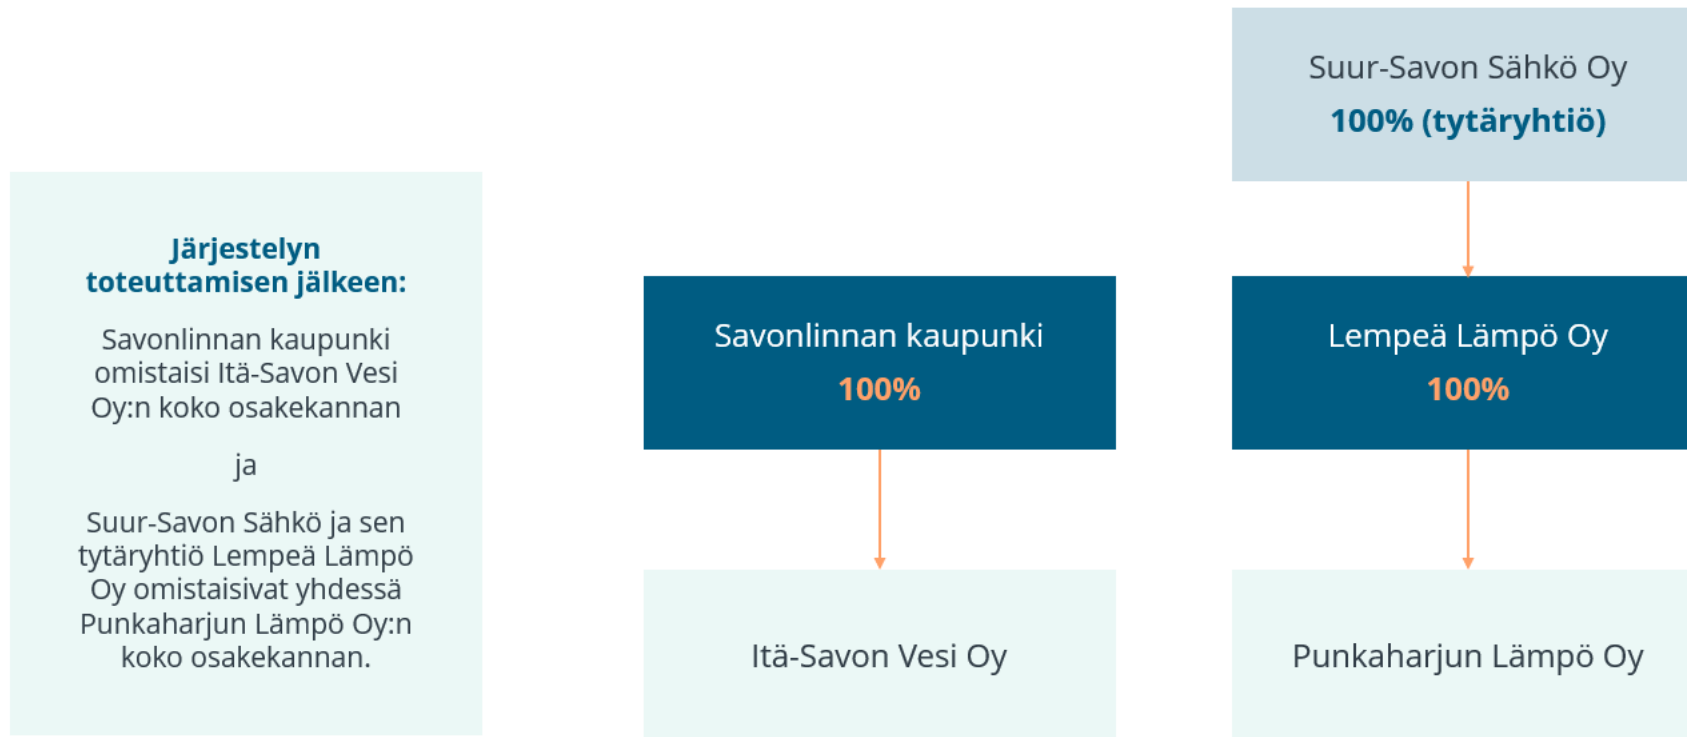 Järjestelyn
toteuttamisen jälkeen:
Savonlinnan kaupunki
omistaisi Itä-Savon Vesi
Oy:n koko osakekannan
ja
Suur-Savon Sähkö ja sen
tytäryhtiö Lempeä Lämpö
Oy omistaisivat yhdessä
Punkaharjun Lämpö Oy:n
koko osakekannan.
Savonlinnan kaupunki
100%
Itä-Savon Vesi Oy
Suur-Savon Sähkö Oy
100% (tytäryhtiö)
Lempeä Lämpö Oy
100%
Punkaharjun Lämpö Oy